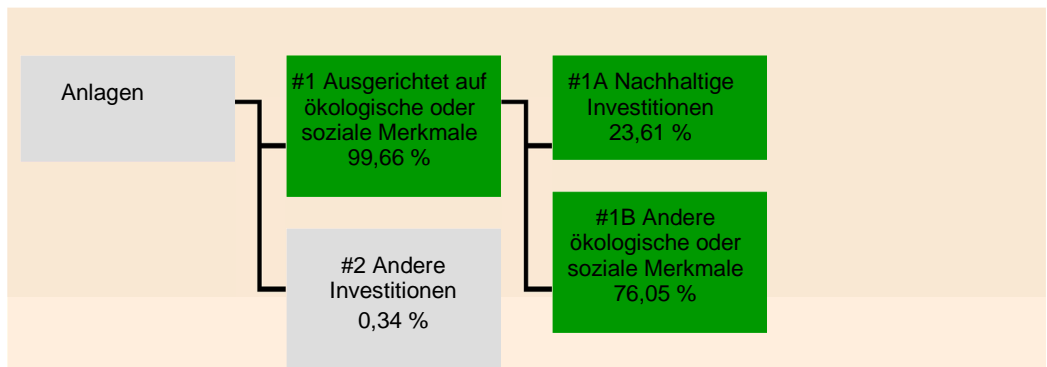 Anlagen
#1 Ausgerichtet auf
ökologische oder
soziale Merkmale
99,66 %
#2 Andere
Investitionen
0,34 %
#1A Nachhaltige
Investitionen
23,61 %
#1B Andere
ökologische oder
soziale Merkmale
76,05 %